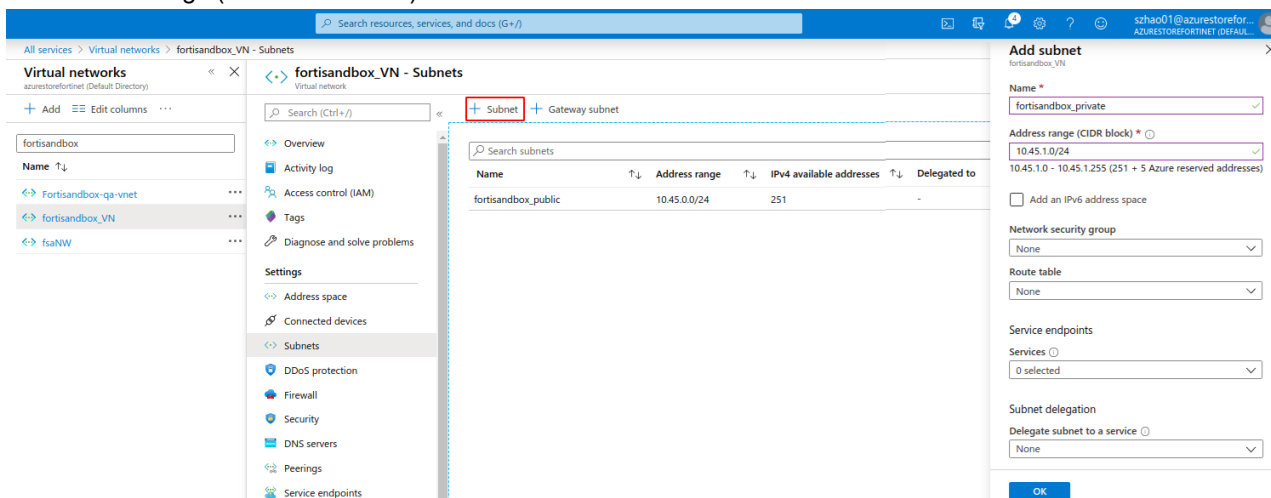 Search resources, services, and docs (G+/)
4
szhao01@azurestorefor...
AZURESTOREFORTINET (DEFAUL...
All services > Virtual networks > fortisandbox_VN - Subnets
Virtual networks
azurestorefortinet (Default Directory)
+ Add Edit columns ...
fortisandbox
Name ↑↓
Fortisandbox-qa-vnet ...
fortisandbox_VN ...
fsaNW ...
fortisandbox_VN - Subnets
Virtual network
Search (Ctrl+/)
Overview
Activity log
Access control (IAM)
Tags
Diagnose and solve problems
Settings
Address space
Connected devices
Subnets
DDoS protection
Firewall
Security
DNS servers
Peerings
Service endpoints
+ Subnet + Gateway subnet
Search subnets
Name ↑↓ Address range ↑↓ IPv4 available addresses ↑↓ Delegated to
fortisandbox_public 10.45.0.0/24 251 -
Add subnet
fortisandbox_VN
Name *
fortisandbox_private
Address range (CIDR block) *
10.45.1.0/24
10.45.1.0 - 10.45.1.255 (251 + 5 Azure reserved addresses)
Add an IPv6 address space
Network security group
None
Route table
None
Service endpoints
Services
0 selected
Subnet delegation
Delegate subnet to a service
None
OK